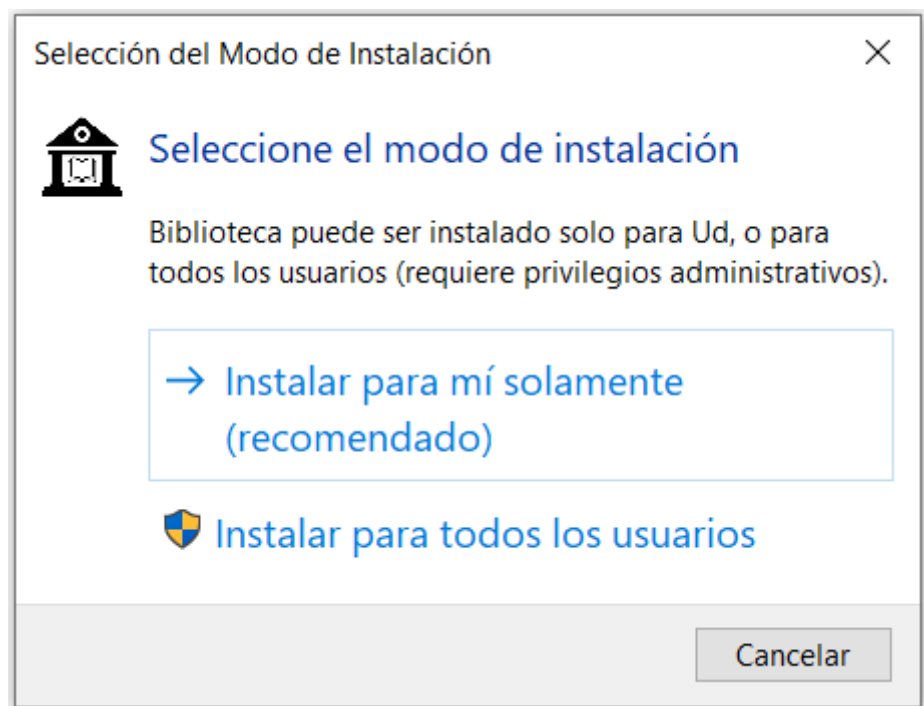 Selección del Modo de Instalación
Seleccione el modo de instalación
Biblioteca puede ser instalado solo para Ud, o para
todos los usuarios (requiere privilegios administrativos).
Instalar para mí solamente
(recomendado)
Instalar para todos los usuarios
Cancelar